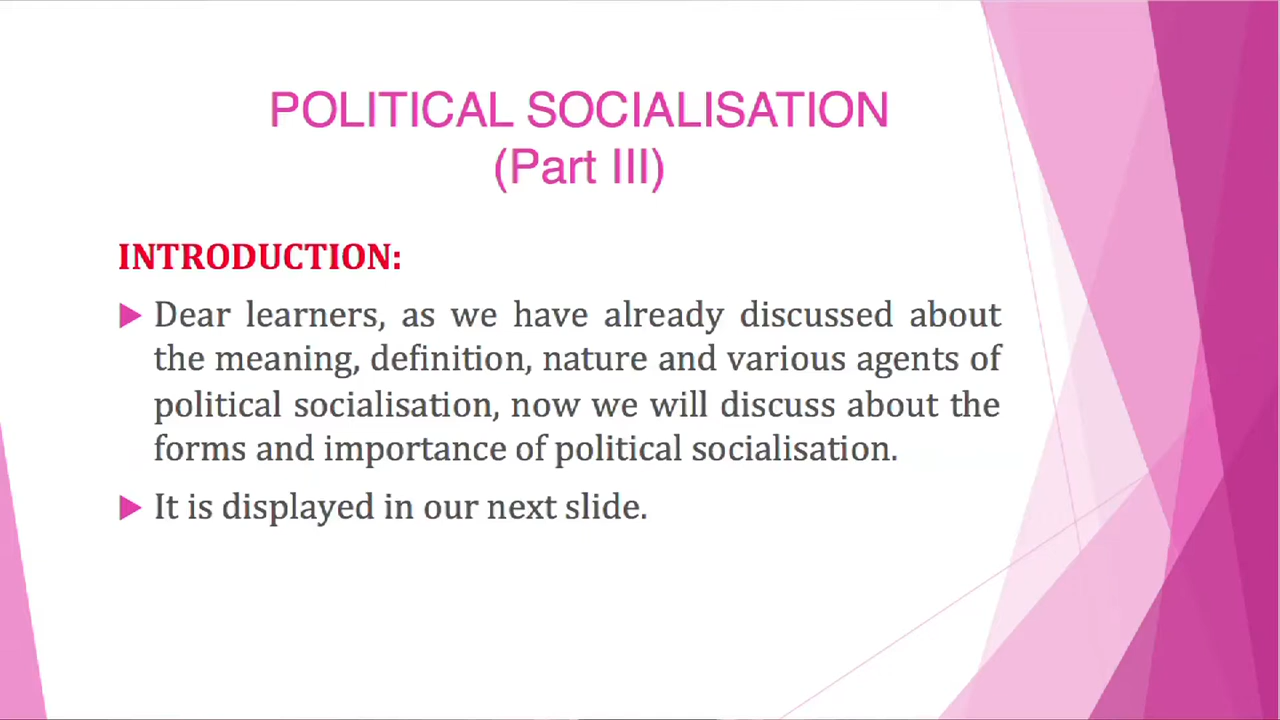 POLITICAL SOCIALISATION
(Part III)
INTRODUCTION:
Dear learners, as we have already discussed about
the meaning, definition, nature and various agents of
political socialisation, now we will discuss about the
forms and importance of political socialisation.
It is displayed in our next slide.